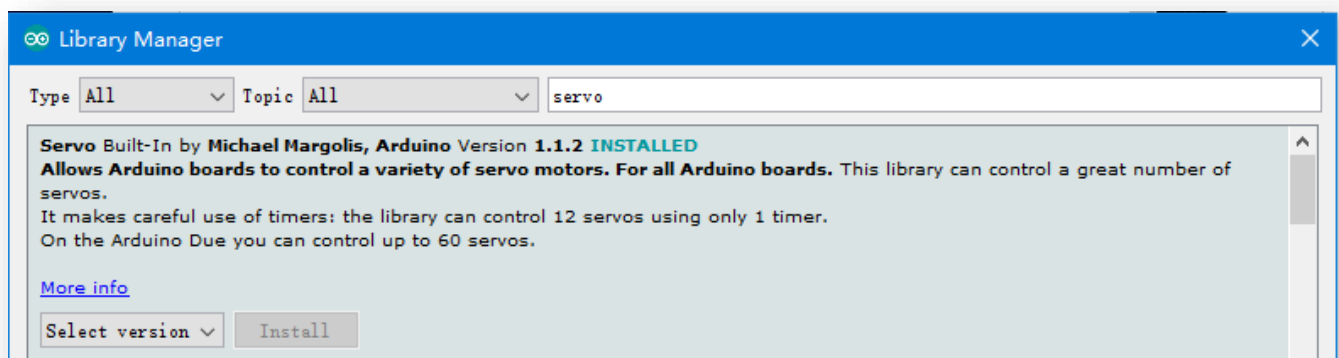 Library Manager
Type All Topic All servo
Servo Built-In by Michael Margolis, Arduino Version 1.1.2 INSTALLED
Allows Arduino boards to control a variety of servo motors. For all Arduino boards. This library can control a great number of
servos.
It makes careful use of timers: the library can control 12 servos using only 1 timer.
On the Arduino Due you can control up to 60 servos.
More info
Select version Install